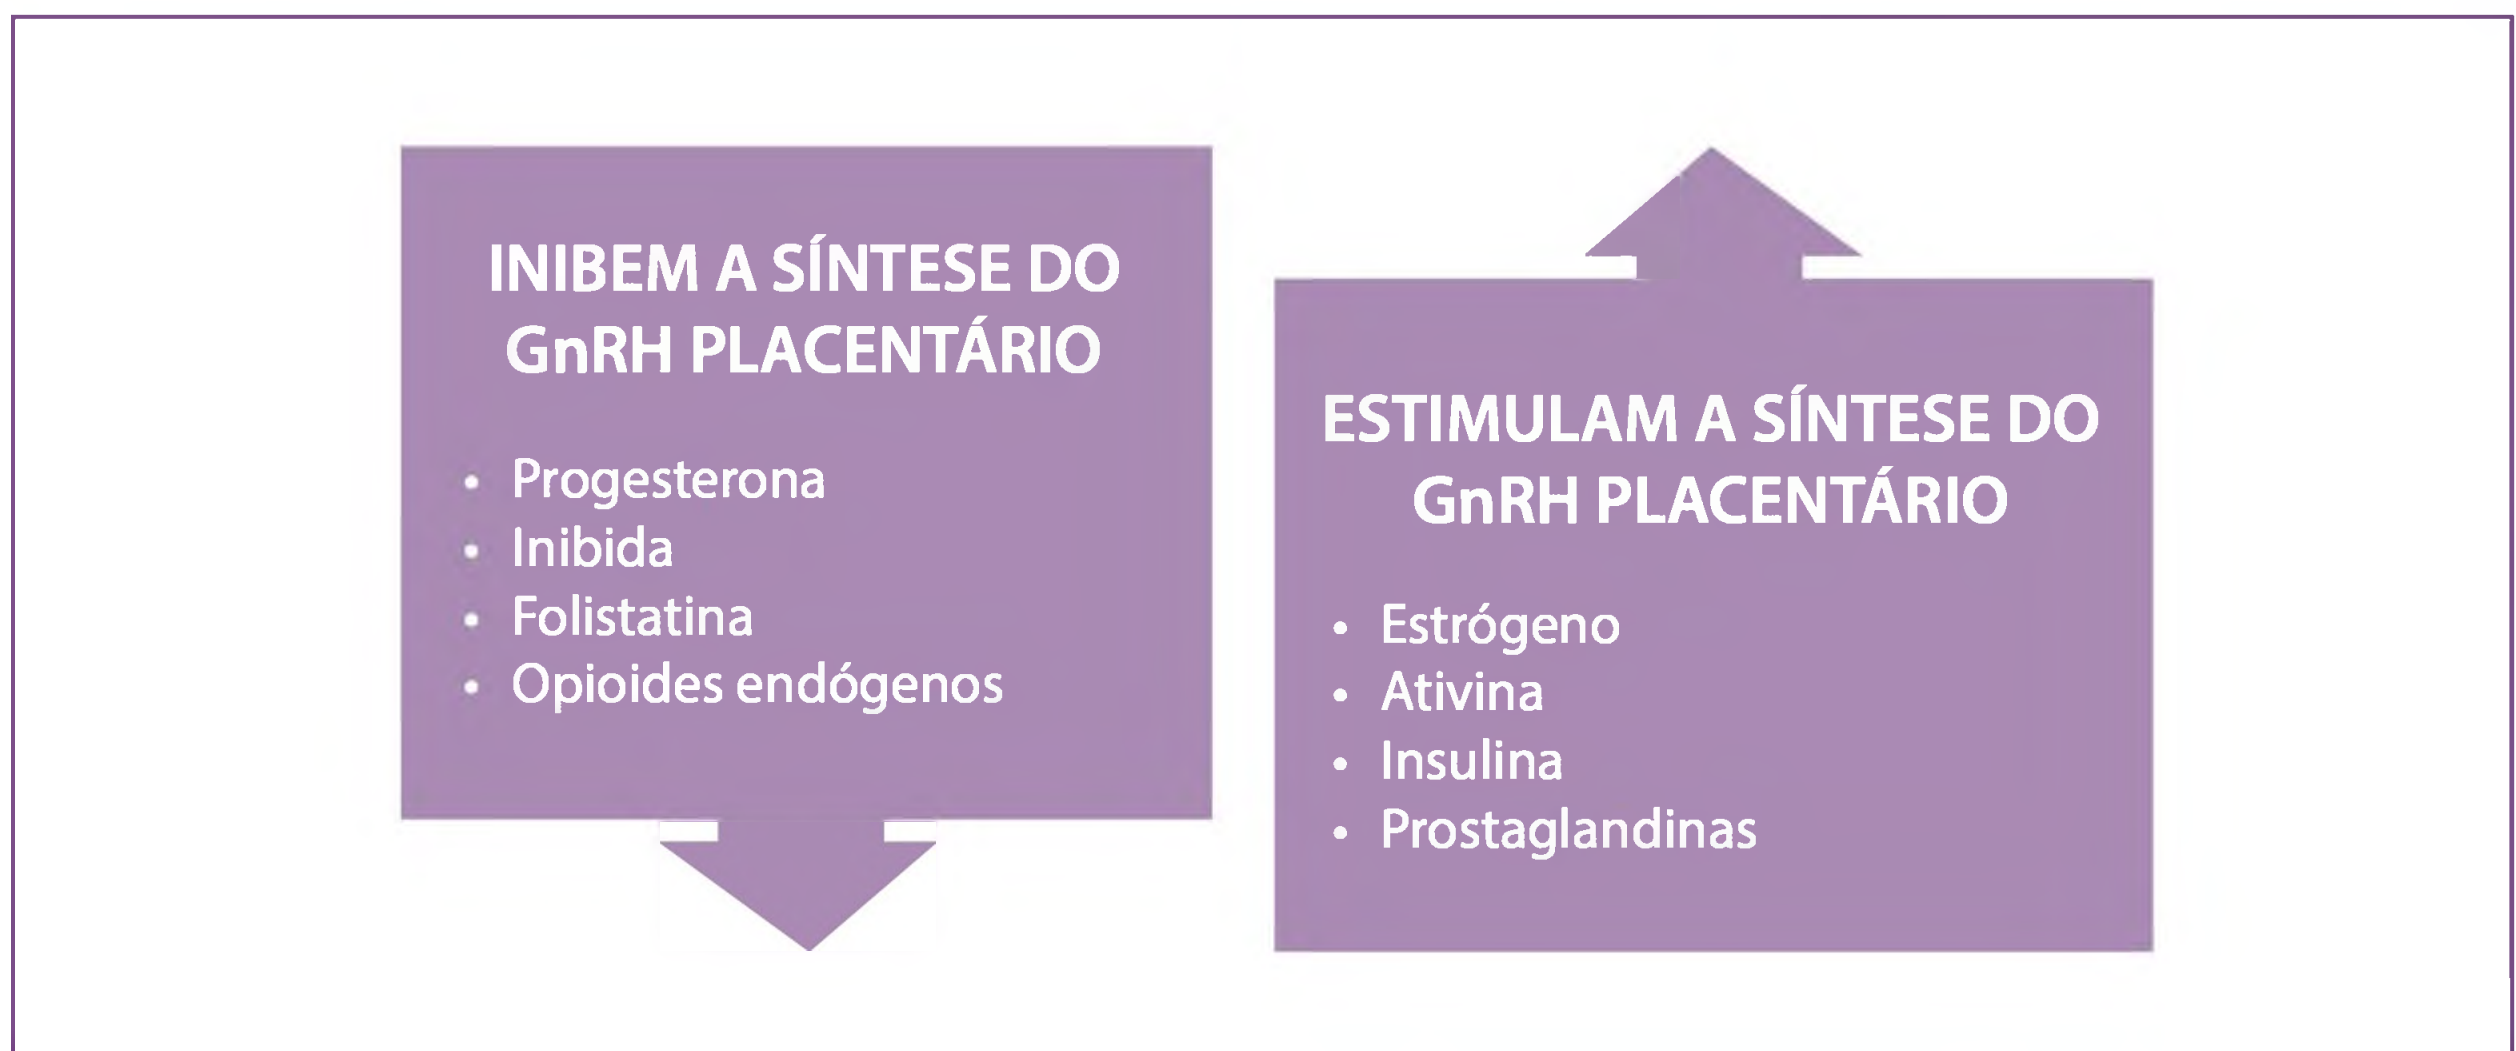 INIBEM A SÍNTESE DO
GnRH PLACENTÁRIO
• Progesterona
• Inibida
• Folistatina
• Opioides endógenos
ESTIMULAM A SÍNTESE DO
GnRH PLACENTÁRIO
• Estrógeno
• Ativina
• Insulina
• Prostaglandinas